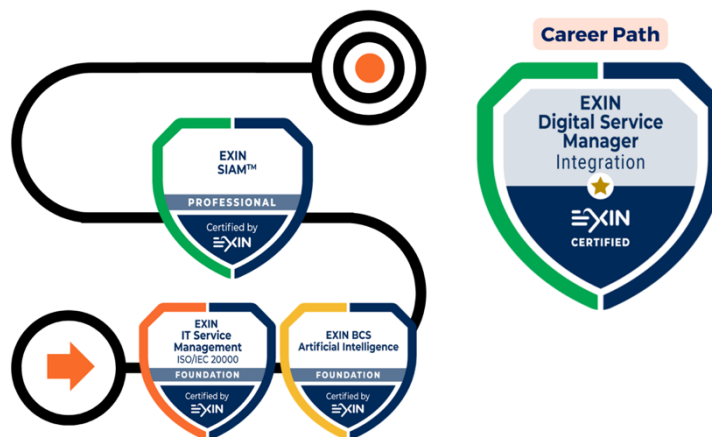 Career Path
EXIN
Digital Service
Manager
Integration
EXIN
CERTIFIED
EXIN
SIAM™
PROFESSIONAL
Certified by
EXIN
EXIN
IT Service
Management
ISO/IEC 20000
FOUNDATION
Certified by
EXIN
EXIN BCS
Artificial Intelligence
FOUNDATION
Certified by
EXIN